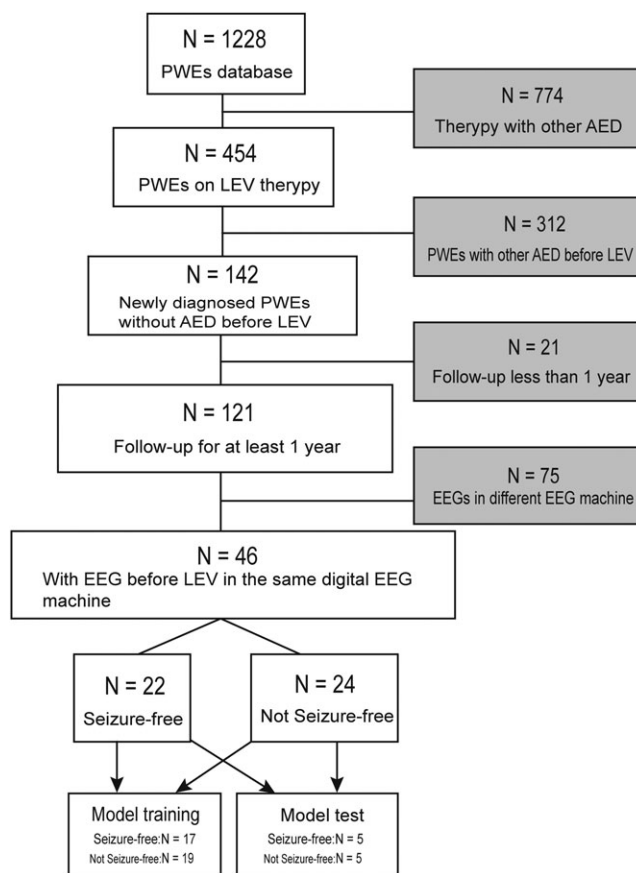 N = 1228
PWEs database
N = 774
Therypy with other AED
N = 454
PWEs on LEV therypy
N = 312
PWEs with other AED before LEV
N = 142
Newly diagnosed PWEs
without AED before LEV
N = 21
Follow-up less than 1 year
N = 121
Follow-up for at least 1 year
N = 75
EEGs in different EEG machine
N = 46
With EEG before LEV in the same digital EEG
machine
N = 22
Seizure-free
N = 24
Not Seizure-free
Model training
Seizure-free:N = 17
Not Seizure-free:N = 19
Model test
Seizure-free:N = 5
Not Seizure-free:N = 5